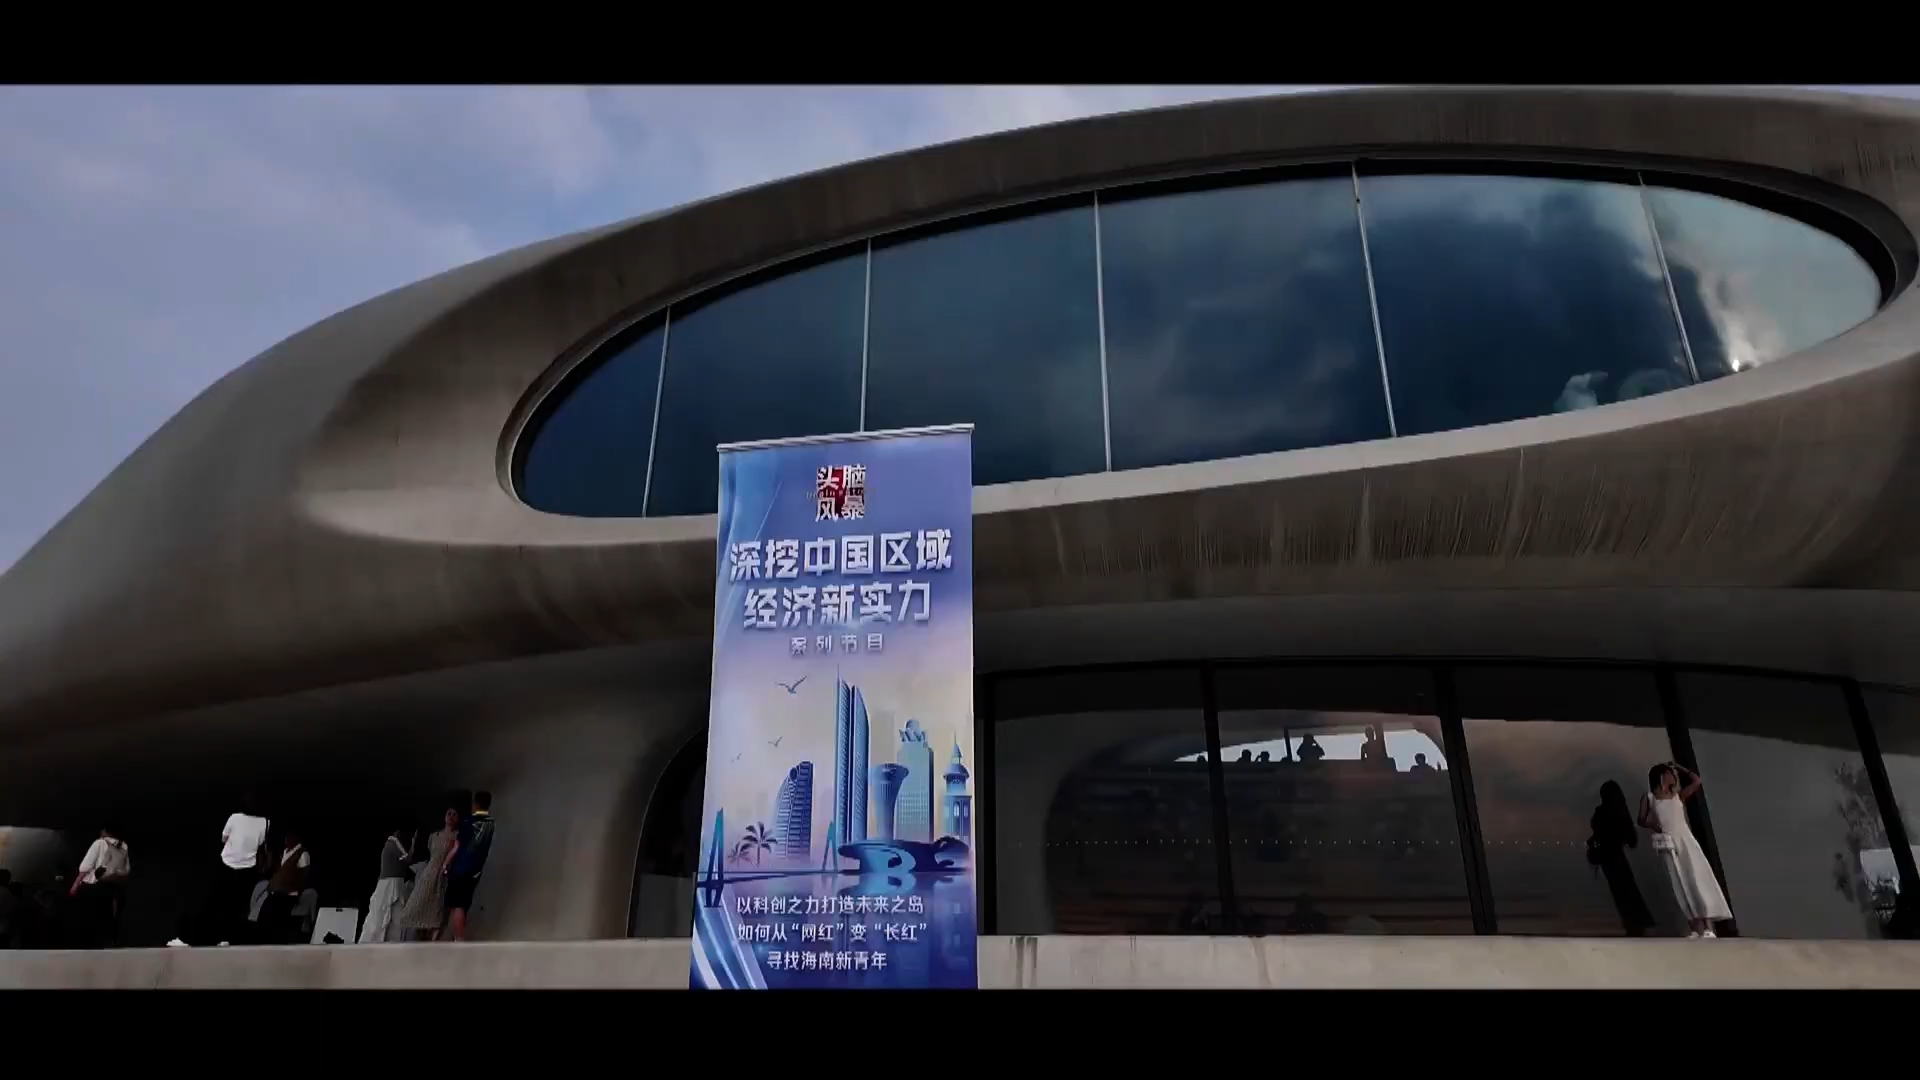 头脑
风暴
深挖中国区域
经济新实力
系列节目
以科创之力打造未来之岛
如何从“网红”变“长红”
寻找海南新青年